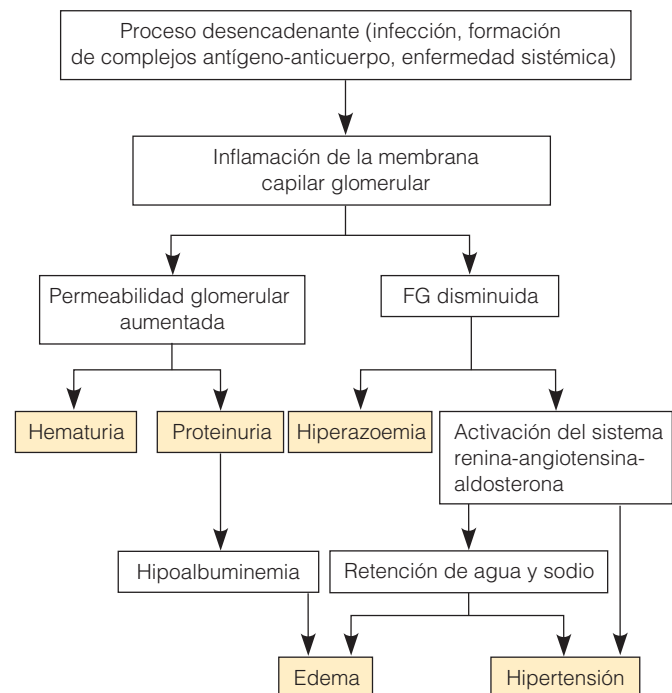 Proceso desencadenante (infección, formación
de complejos antígeno-anticuerpo, enfermedad sistémica)
Inflamación de la membrana
capilar glomerular
Permeabilidad glomerular
aumentada
FG disminuida
Hematuria
Proteinuria
Hiperazoemia
Activación del sistema
renina-angiotensina-
aldosterona
Hipoalbuminemia
Retención de agua y sodio
Edema
Hipertensión